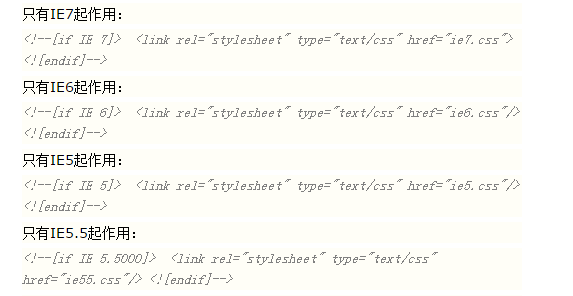 只有IE7起作用：
<!--[if IE 7]> <link rel="stylesheet" type="text/css" href="ie7.css">
<![endif]-->
只有IE6起作用：
<!--[if IE 6]> <link rel="stylesheet" type="text/css" href="ie6.css"/>
<![endif]-->
只有IE5起作用：
<!--[if IE 5]> <link rel="stylesheet" type="text/css" href="ie5.css"/>
<![endif]-->
只有IE5.5起作用：
<!--[if IE 5.5000]> <link rel="stylesheet" type="text/css"
href="ie55.css"/> <![endif]-->